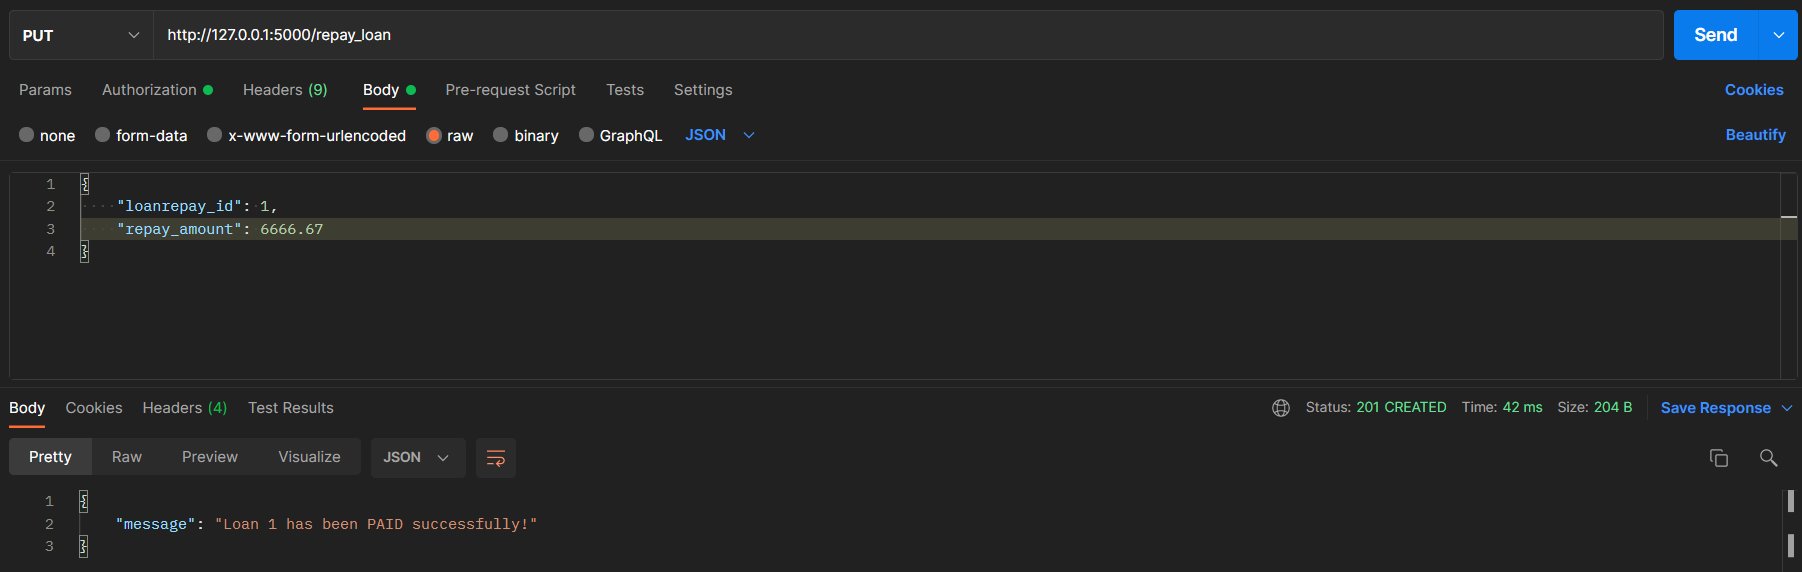 PUT http://127.0.0.1:5000/repay_loan Send
Params Authorization Headers (9) Body Pre-request Script Tests Settings Cookies
none form-data x-www-form-urlencoded raw binary GraphQL JSON Beautify
1 {
2 "loanrepay_id": 1,
3 "repay_amount": 6666.67
4 }
Body Cookies Headers (4) Test Results Status: 201 CREATED Time: 42 ms Size: 204 B Save Response
Pretty Raw Preview Visualize JSON
1 {
2 "message": "Loan 1 has been PAID successfully!"
3 }